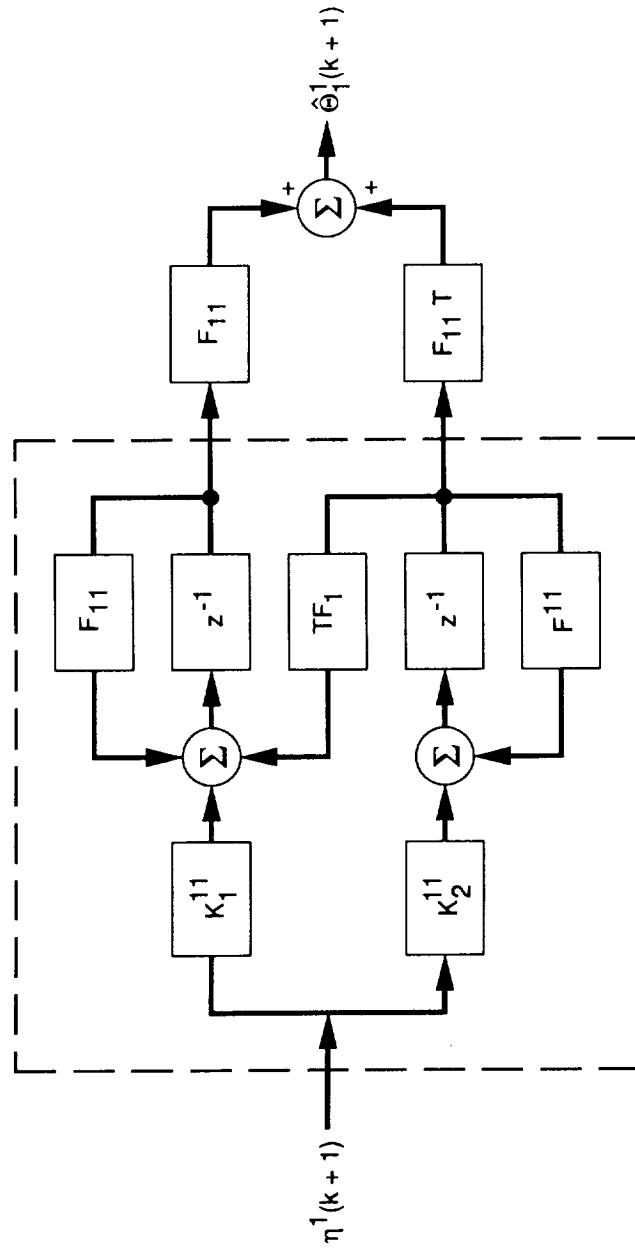 η¹(k + 1)
K₁¹¹
K₂¹¹
Σ
Σ
F₁₁
z⁻¹
TF₁
z⁻¹
F¹¹
F₁₁
F₁₁ T
+
Σ
+
Θ̂₁¹(k + 1)